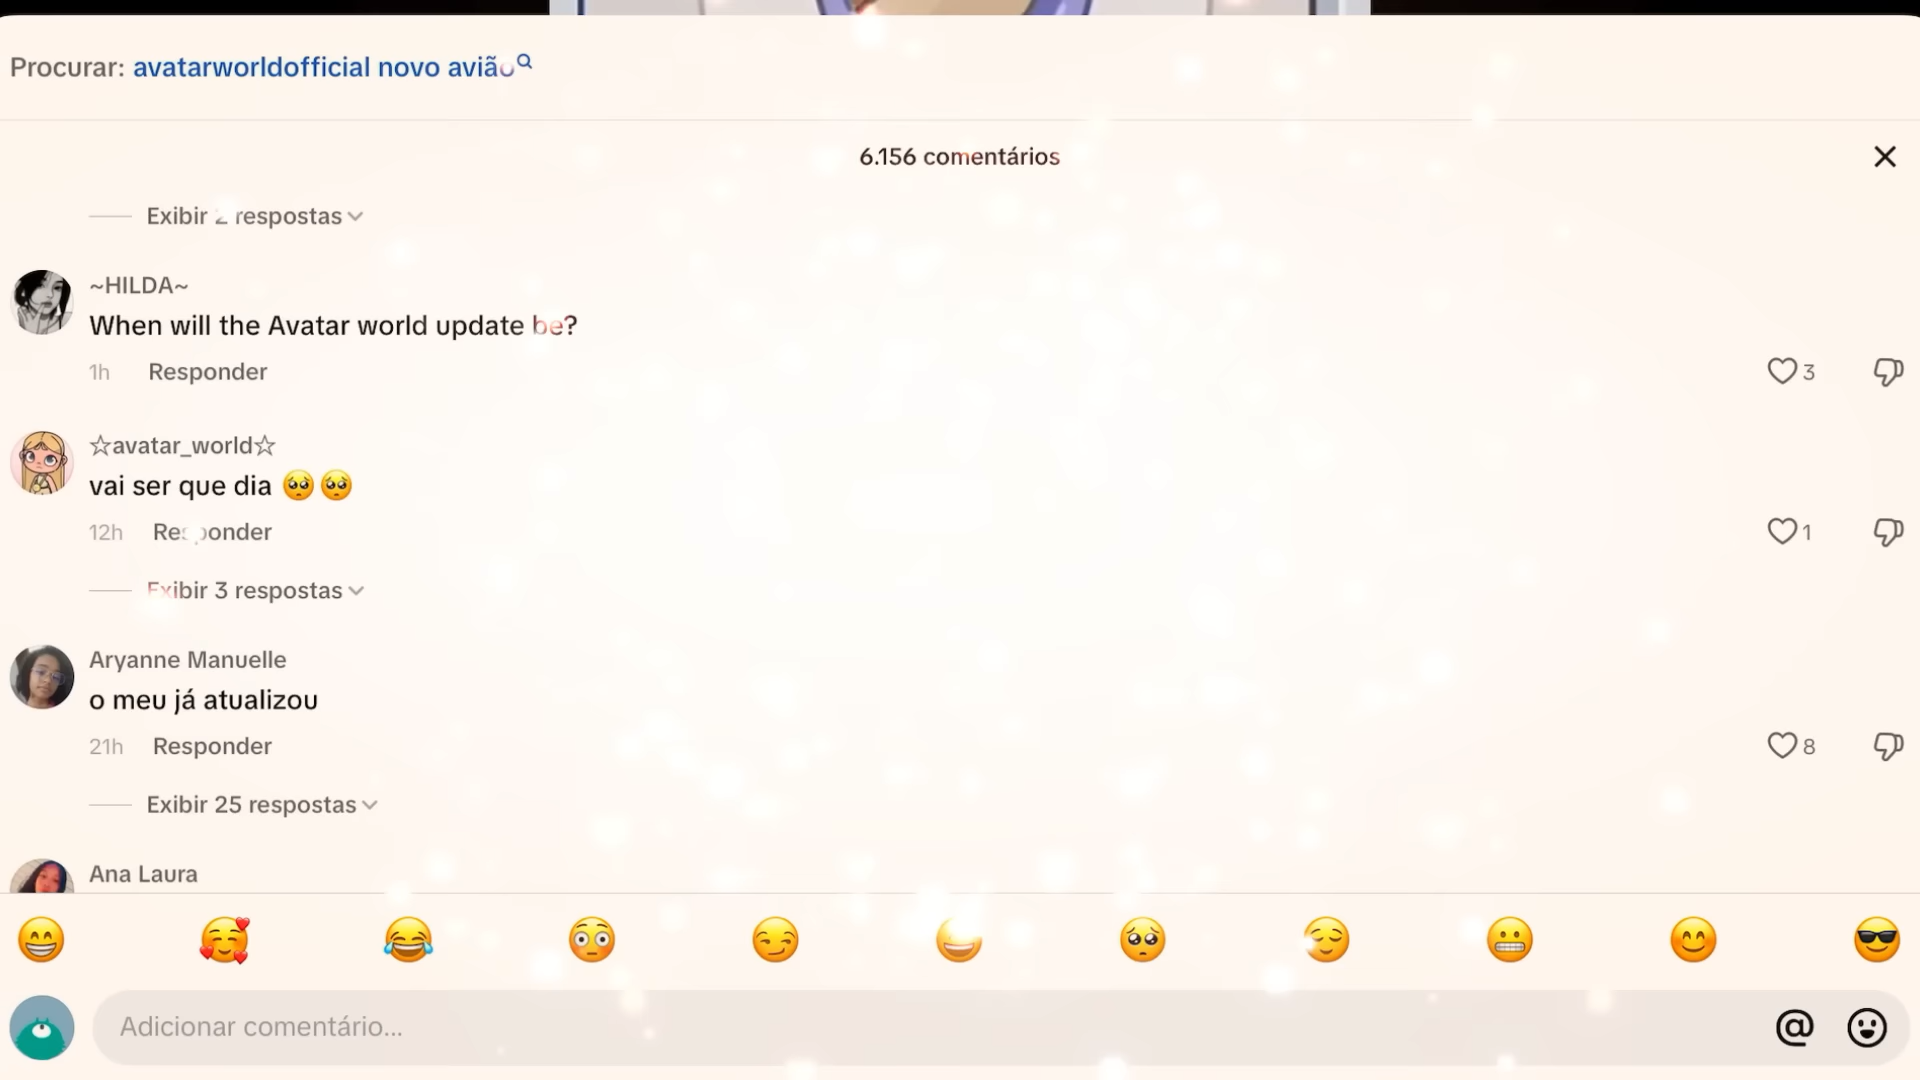 Procurar: avatarworldofficial novo avião
6.156 comentários
Exibir 2 respostas
~HILDA~
When will the Avatar world update be?
1h Responder
3
☆avatar_world☆
vai ser que dia 🥺🥺
12h Responder
1
Exibir 3 respostas
Aryanne Manuelle
o meu já atualizou
21h Responder
8
Exibir 25 respostas
Ana Laura
Adicionar comentário...
@